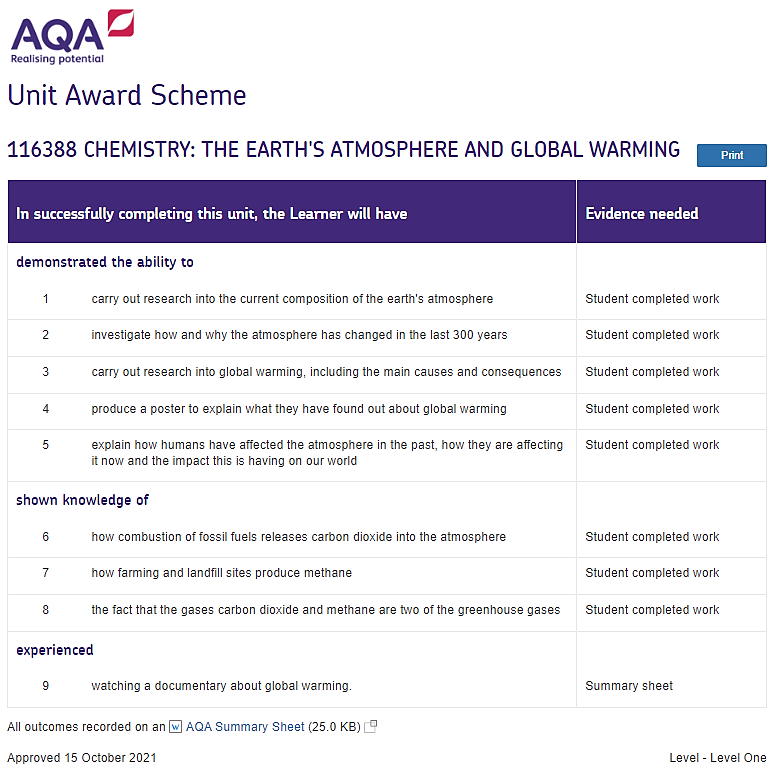 AQA
Realising potential
Unit Award Scheme
116388 CHEMISTRY: THE EARTH'S ATMOSPHERE AND GLOBAL WARMING
Print
In successfully completing this unit, the Learner will have
Evidence needed
demonstrated the ability to
1 carry out research into the current composition of the earth's atmosphere Student completed work
2 investigate how and why the atmosphere has changed in the last 300 years Student completed work
3 carry out research into global warming, including the main causes and consequences Student completed work
4 produce a poster to explain what they have found out about global warming Student completed work
5 explain how humans have affected the atmosphere in the past, how they are affecting Student completed work
it now and the impact this is having on our world
shown knowledge of
6 how combustion of fossil fuels releases carbon dioxide into the atmosphere Student completed work
7 how farming and landfill sites produce methane Student completed work
8 the fact that the gases carbon dioxide and methane are two of the greenhouse gases Student completed work
experienced
9 watching a documentary about global warming. Summary sheet
All outcomes recorded on an W AQA Summary Sheet (25.0 KB)
Approved 15 October 2021 Level - Level One